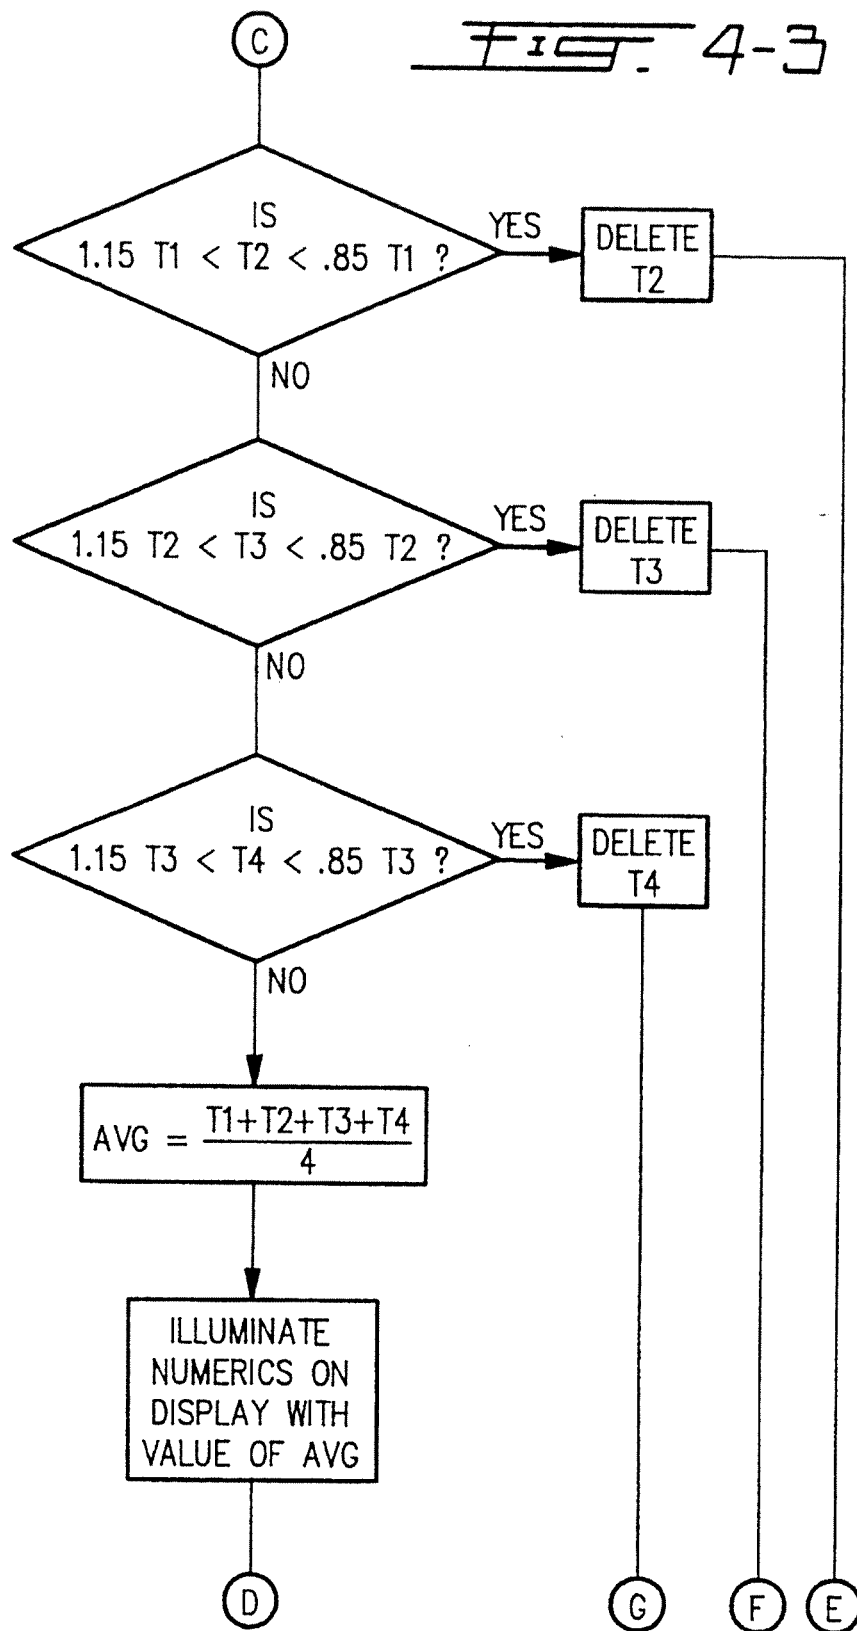 C
FIG. 4-3
IS
1.15 T1 < T2 < .85 T1 ?
YES
DELETE
T2
NO
IS
1.15 T2 < T3 < .85 T2 ?
YES
DELETE
T3
NO
IS
1.15 T3 < T4 < .85 T3 ?
YES
DELETE
T4
NO
AVG = T1+T2+T3+T4
4
ILLUMINATE
NUMERICS ON
DISPLAY WITH
VALUE OF AVG
D
G
F
E